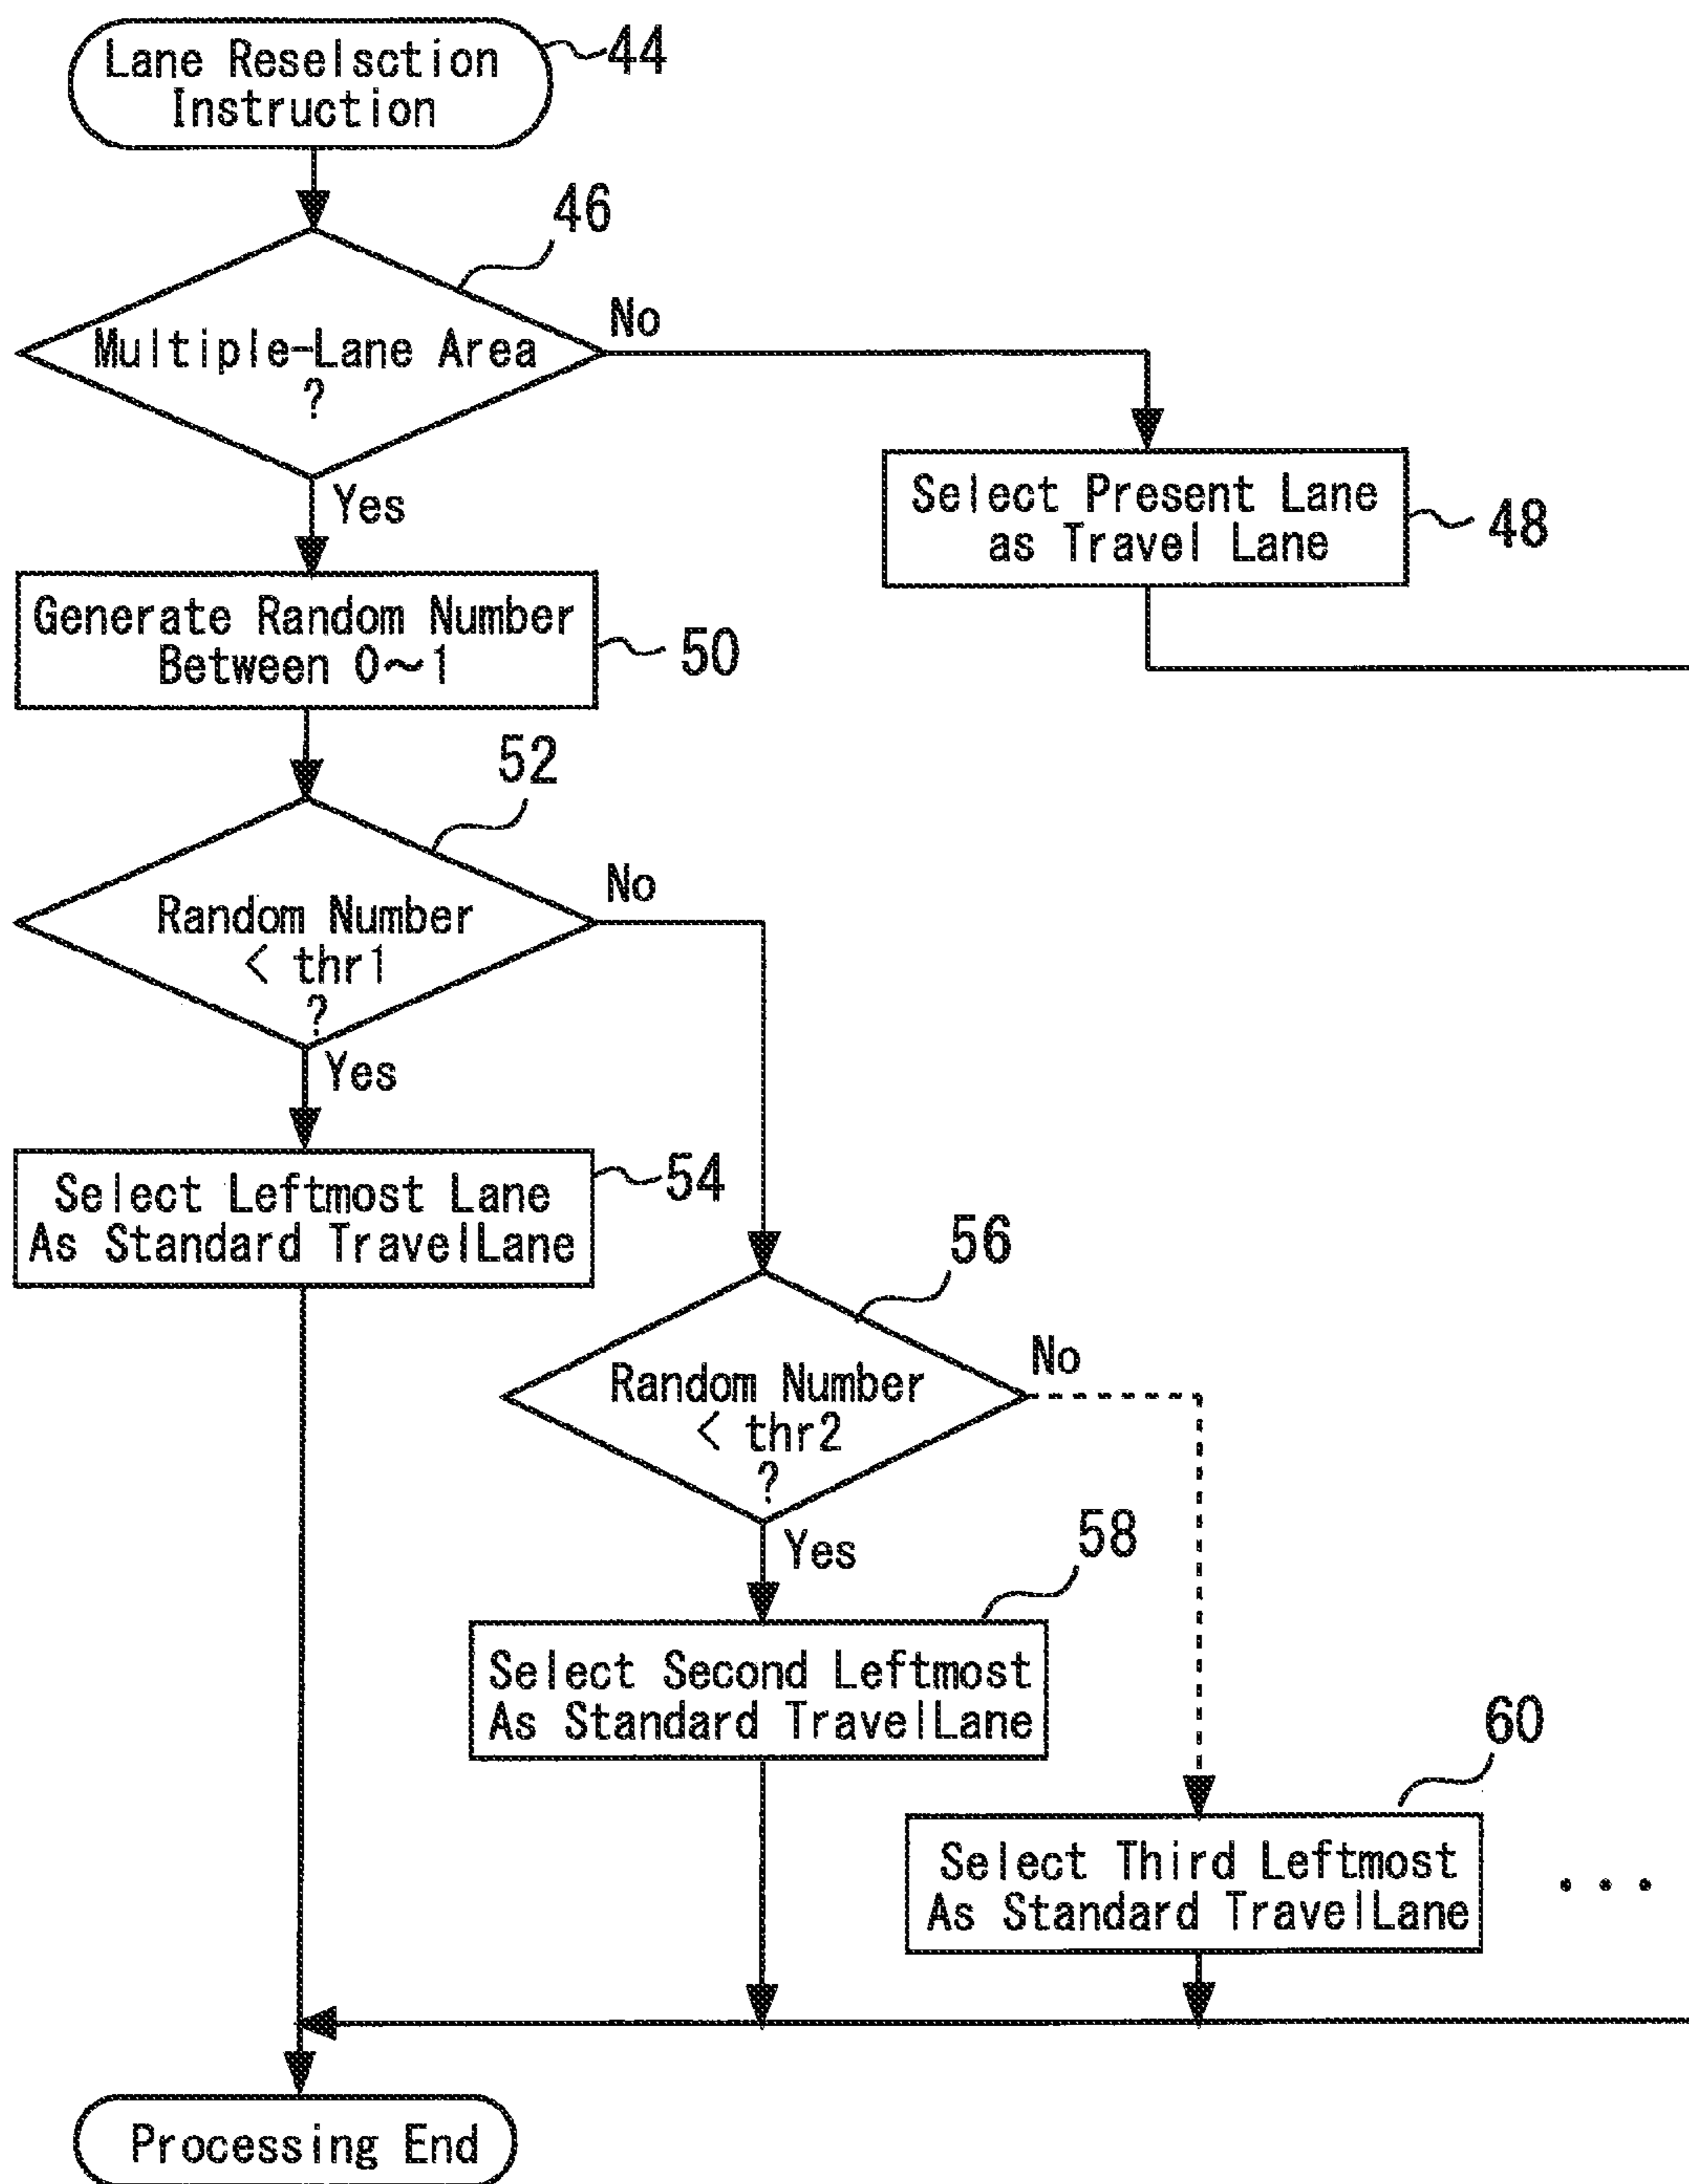 Lane Reselsction
Instruction
44
46
Multiple-Lane Area
?
No
Yes
Select Present Lane
as Travel Lane
48
Generate Random Number
Between 0~1
50
52
Random Number
< thr1
?
No
Yes
Select Leftmost Lane
As Standard TravelLane
54
56
Random Number
< thr2
?
No
Yes
58
Select Second Leftmost
As Standard TravelLane
60
Select Third Leftmost
As Standard TravelLane
...
Processing End